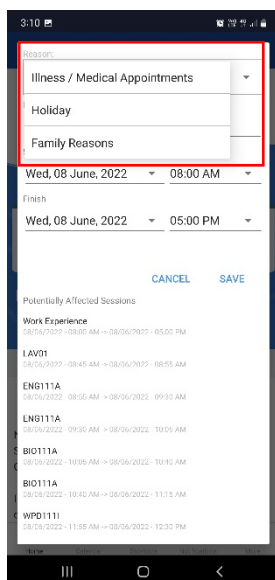 3:10
Reason:
Illness / Medical Appointments
Holiday
Family Reasons
Wed, 08 June, 2022 08:00 AM
Finish
Wed, 08 June, 2022 05:00 PM
CANCEL SAVE
Potentially Affected Sessions
Work Experience
08/06/2022 - 08:00 AM -> 08/06/2022 - 05:00 PM
LAV01
08/06/2022 - 08:45 AM -> 08/06/2022 - 08:55 AM
ENG111A
08/06/2022 - 08:55 AM -> 08/06/2022 - 09:30 AM
ENG111A
08/06/2022 - 09:30 AM -> 08/06/2022 - 10:05 AM
BIO111A
08/06/2022 - 10:05 AM -> 08/06/2022 - 10:40 AM
BIO111A
08/06/2022 - 10:40 AM -> 08/06/2022 - 11:15 AM
WPD111I
08/06/2022 - 11:55 AM -> 08/06/2022 - 12:30 PM
Home Calendar More